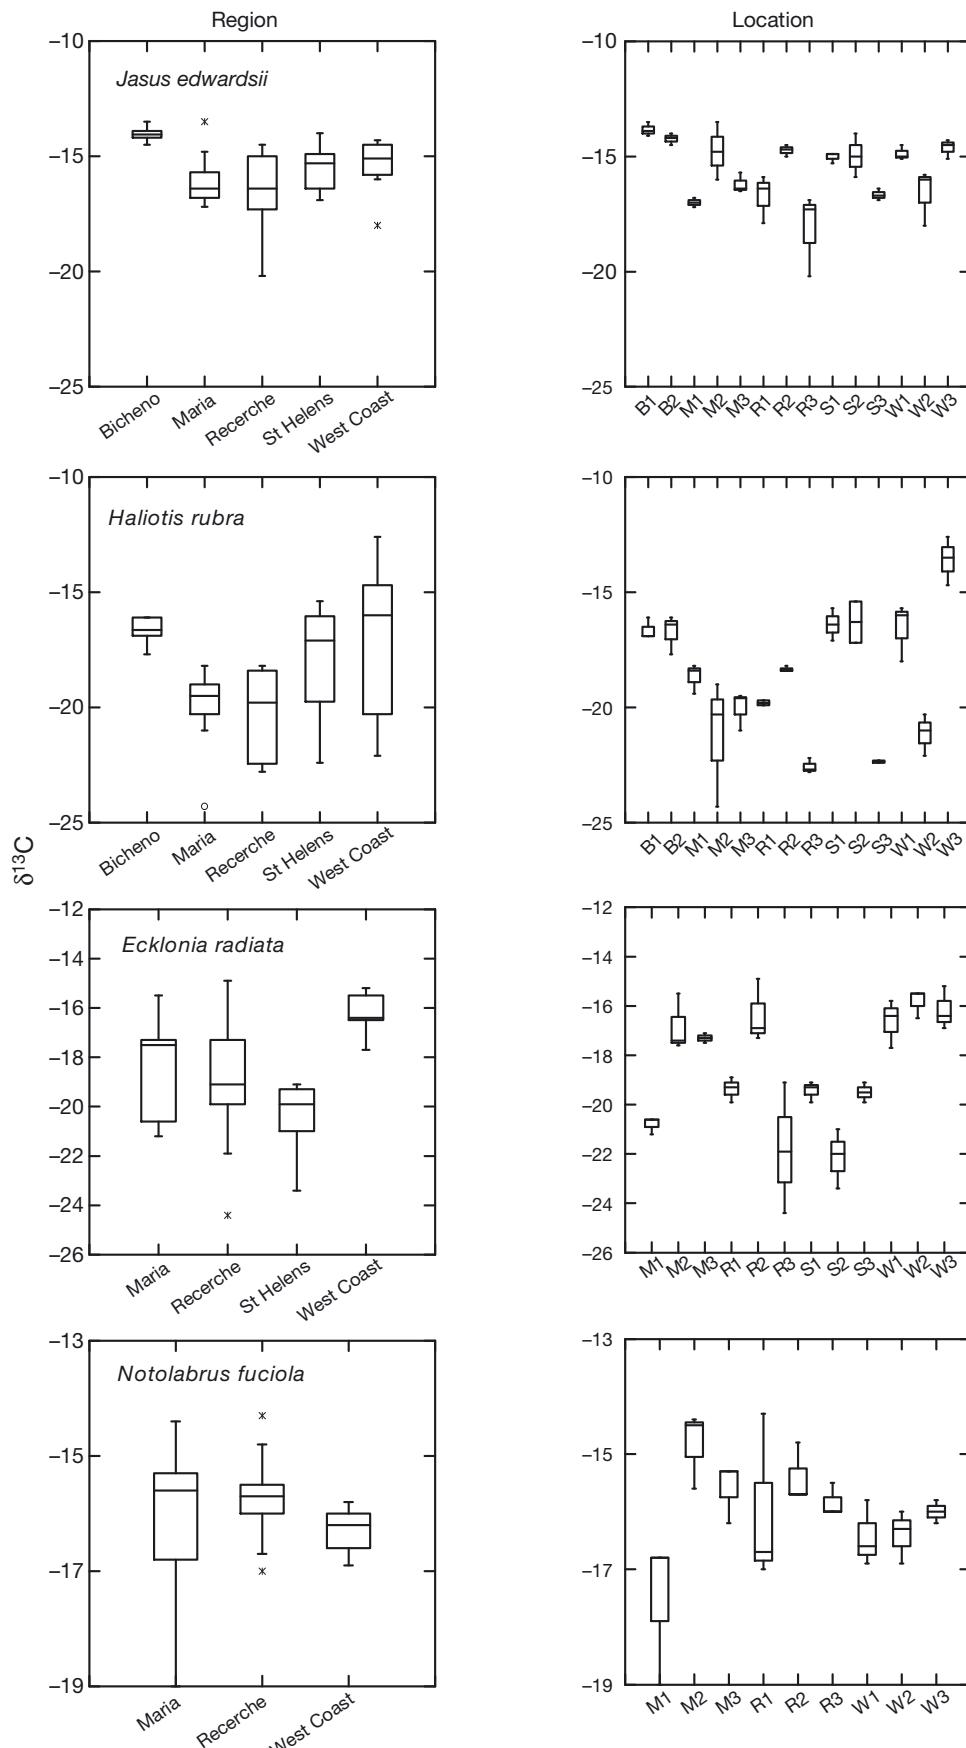 Region
Location
δ13C
Jasus edwardsii
−10
−15
−20
−25
Bicheno
Maria
Recerche
St Helens
West Coast
−10
−15
−20
−25
B1
B2
M1
M2
M3
R1
R2
R3
S1
S2
S3
W1
W2
W3
Haliotis rubra
−10
−15
−20
−25
Bicheno
Maria
Recerche
St Helens
West Coast
−10
−15
−20
−25
B1
B2
M1
M2
M3
R1
R2
R3
S1
S2
S3
W1
W2
W3
Ecklonia radiata
−12
−14
−16
−18
−20
−22
−24
−26
Maria
Recerche
St Helens
West Coast
−12
−14
−16
−18
−20
−22
−24
−26
M1
M2
M3
R1
R2
R3
S1
S2
S3
W1
W2
W3
Notolabrus fuciola
−13
−15
−17
−19
Maria
Recerche
West Coast
−13
−15
−17
−19
M1
M2
M3
R1
R2
R3
W1
W2
W3